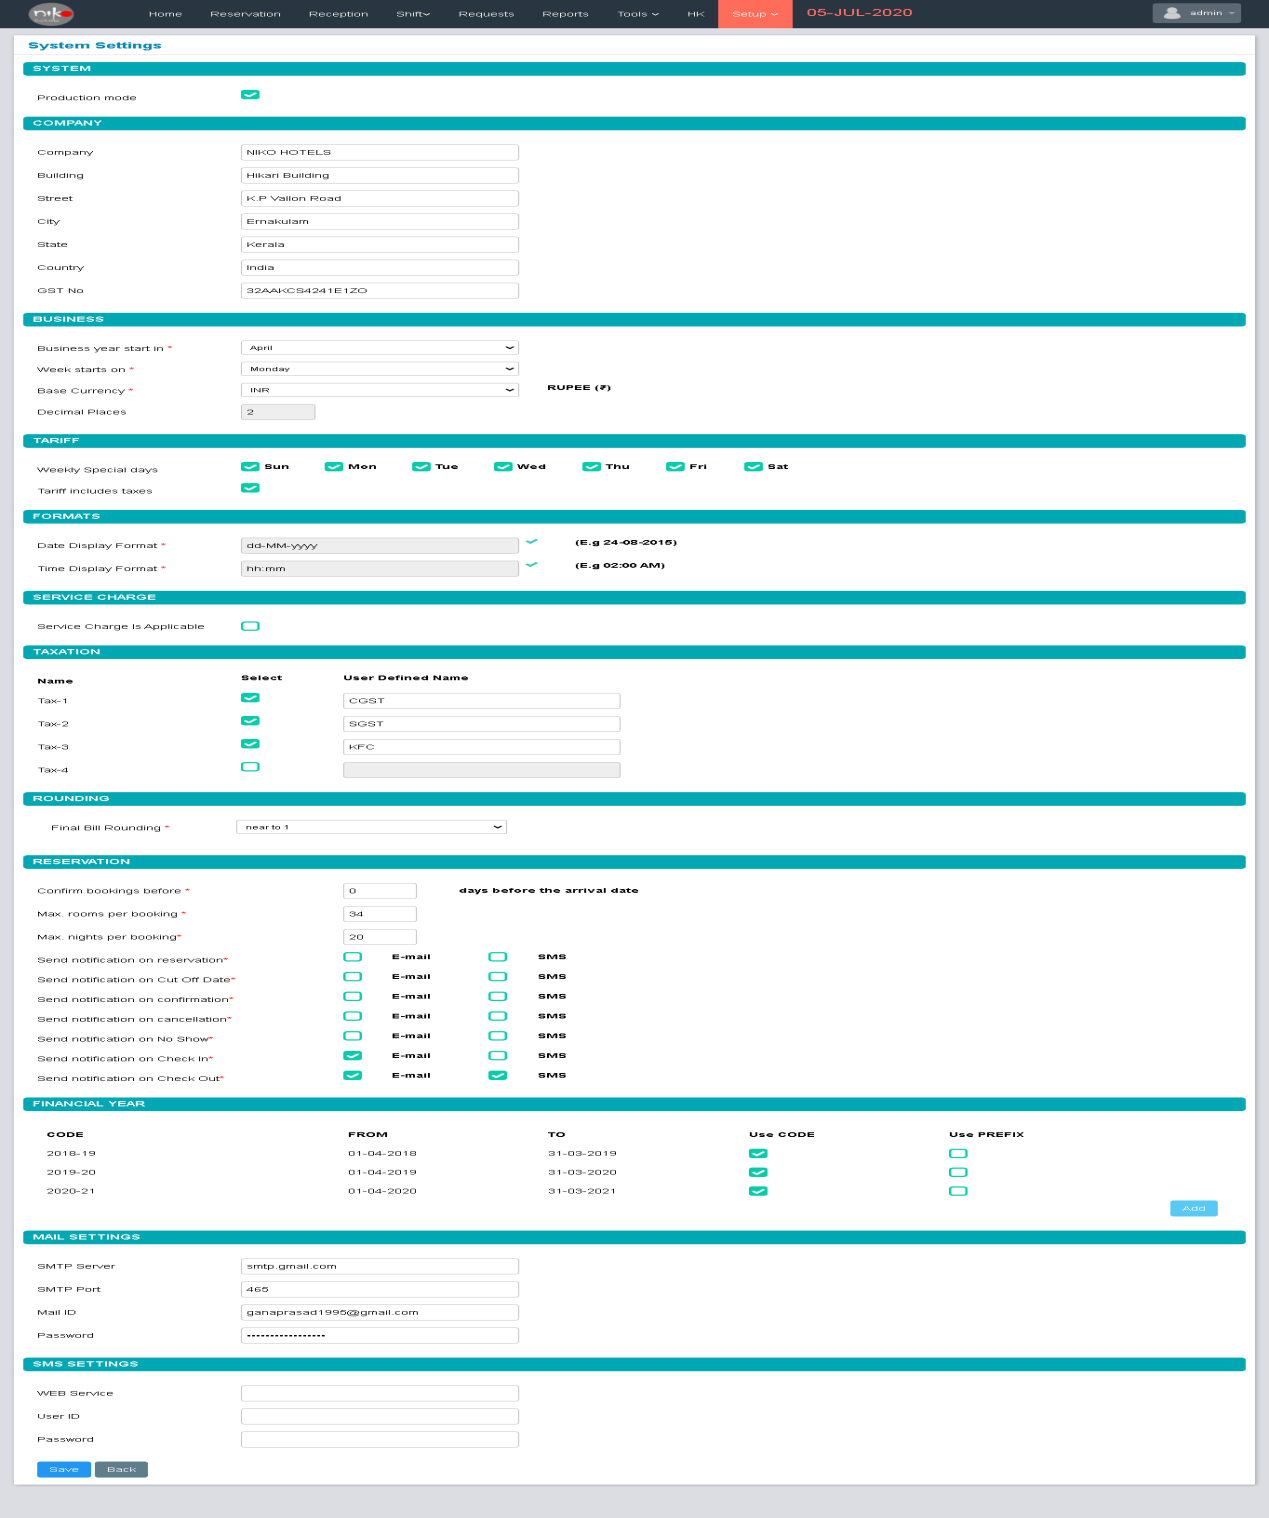 niko Home Reservation Reception Shift Requests Reports Tools HK Setup 05-JUL-2020 admin
System Settings
SYSTEM
Production mode
COMPANY
Company NIKO HOTELS
Building Hikari Building
Street K.P Vallon Road
City Ernakulam
State Kerala
Country India
GST No 32AAKCS4241E1ZO
BUSINESS
Business year start in * April
Week starts on * Monday
Base Currency * INR RUPEE (₹)
Decimal Places 2
TARIFF
Weekly Special days Sun Mon Tue Wed Thu Fri Sat
Tariff includes taxes
FORMATS
Date Display Format * dd-MM-yyyy (E.g 24-08-2015)
Time Display Format * hh:mm (E.g 02:00 AM)
SERVICE CHARGE
Service Charge Is Applicable
TAXATION
Name Select User Defined Name
Tax-1 CGST
Tax-2 SGST
Tax-3 KFC
Tax-4
ROUNDING
Final Bill Rounding * near to 1
RESERVATION
Confirm bookings before * 0 days before the arrival date
Max. rooms per booking * 34
Max. nights per booking* 20
Send notification on reservation* E-mail SMS
Send notification on Cut Off Date* E-mail SMS
Send notification on confirmation* E-mail SMS
Send notification on cancellation* E-mail SMS
Send notification on No Show* E-mail SMS
Send notification on Check In* E-mail SMS
Send notification on Check Out* E-mail SMS
FINANCIAL YEAR
CODE FROM TO Use CODE Use PREFIX
2018-19 01-04-2018 31-03-2019
2019-20 01-04-2019 31-03-2020
2020-21 01-04-2020 31-03-2021
Add
MAIL SETTINGS
SMTP Server smtp.gmail.com
SMTP Port 465
Mail ID ganaprasad1995@gmail.com
Password
SMS SETTINGS
WEB Service
User ID
Password
Save Back